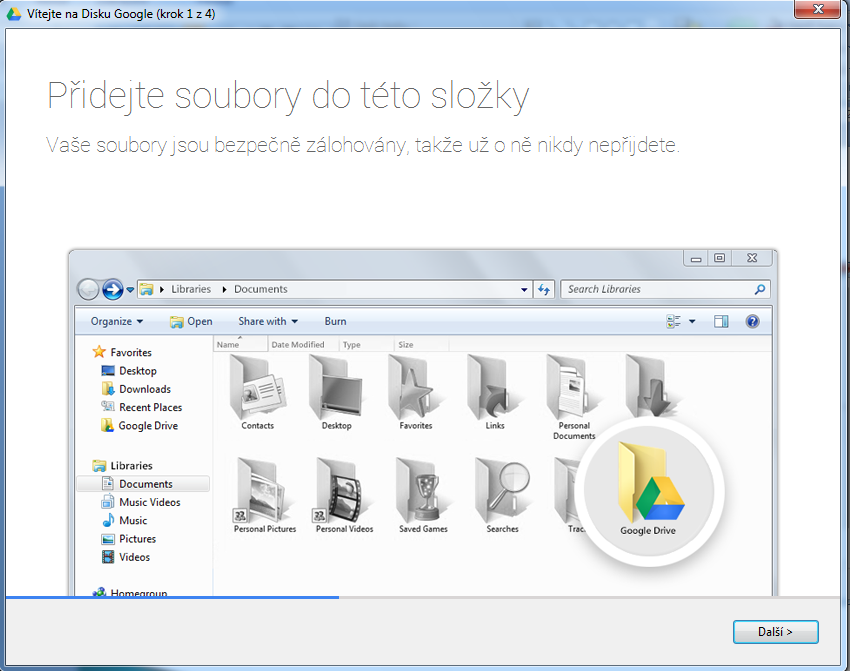 Vítejte na Disku Google (krok 1 z 4)
Přidejte soubory do této složky
Vaše soubory jsou bezpečně zálohovány, takže už o ně nikdy nepřijdete.
Libraries Documents Search Libraries
Organize Open Share with Burn
Name Date Modified Type Size
Favorites
Desktop
Downloads
Recent Places
Google Drive
Libraries
Documents
Music Videos
Music
Pictures
Videos
Homegroup
Contacts Desktop Favorites Links Personal
Documents
Personal Pictures Personal Videos Saved Games Searches
Google Drive
Další >